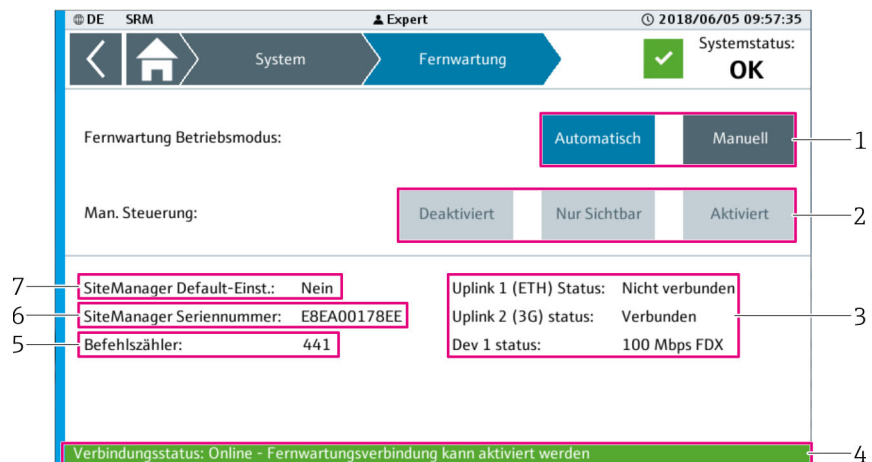 DE SRM Expert 2018/06/05 09:57:35
System Fernwartung Systemstatus:
OK
Fernwartung Betriebsmodus: Automatisch Manuell 1
Man. Steuerung: Deaktiviert Nur Sichtbar Aktiviert 2
7 SiteManager Default-Einst.: Nein Uplink 1 (ETH) Status: Nicht verbunden
6 SiteManager Seriennummer: E8EA00178EE Uplink 2 (3G) status: Verbunden 3
5 Befehlszähler: 441 Dev 1 status: 100 Mbps FDX
Verbindungsstatus: Online - Fernwartungsverbindung kann aktiviert werden 4